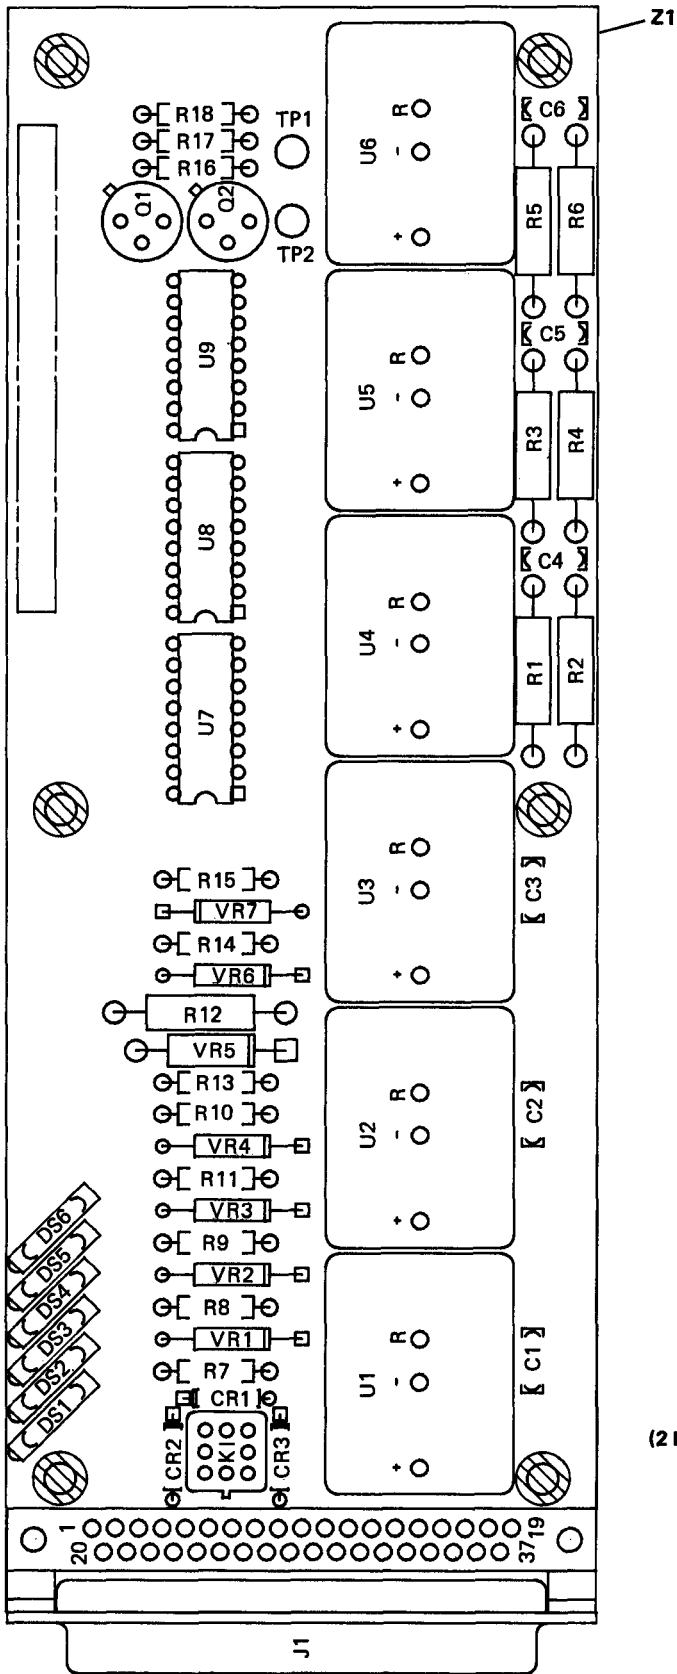 Z1
C6
R18
TP1
R
R17
U6
-
R16
Q1
Q2
R5
R6
+
TP2
C5
U9
R
U5
-
R3
R4
+
U8
C4
R
U4
-
R1
R2
U7
+
R
R15
U3
-
C3
VR7
R14
VR6
+
R12
VR5
R13
R
C2
R10
U2
-
VR4
R11
VR3
+
DS6
R9
DS5
VR2
DS4
R8
R
DS3
VR1
C1
DS2
R7
U1
-
DS1
CR1
CR2
K1
CR3
+
(2
1
19
20
37
J1